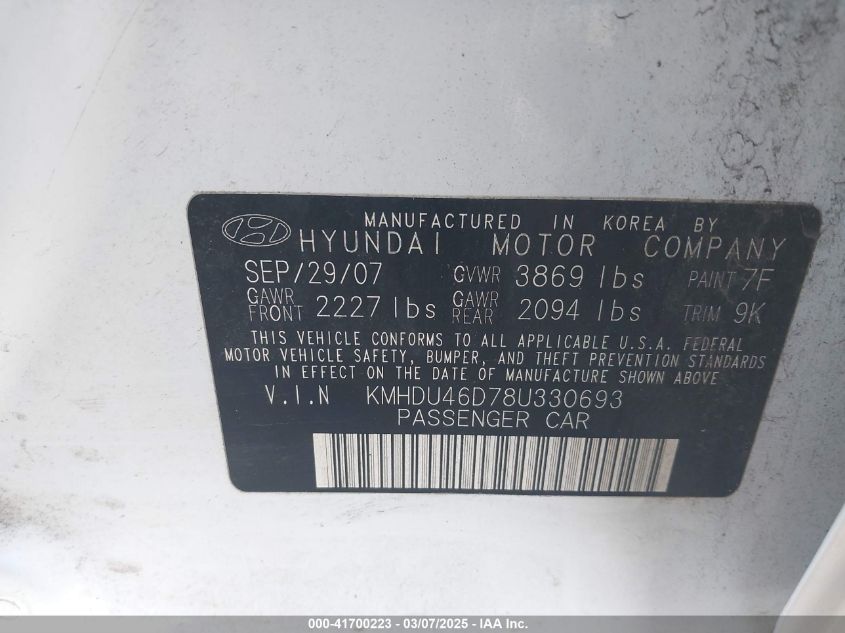 MANUFACTURED IN KOREA BY
HYUNDAI MOTOR COMPANY
SEP/29/07 GVWR 3869 lbs PAINT 7F
GAWR FRONT 2227 lbs GAWR REAR 2094 lbs TRIM 9K
THIS VEHICLE CONFORMS TO ALL APPLICABLE U.S.A. FEDERAL
MOTOR VEHICLE SAFETY, BUMPER, AND THEFT PREVENTION STANDARDS
IN EFFECT ON THE DATE OF MANUFACTURE SHOWN ABOVE
V.I.N KMHDU46D78U330693
PASSENGER CAR
000-41700223 - 03/07/2025 - IAA Inc.